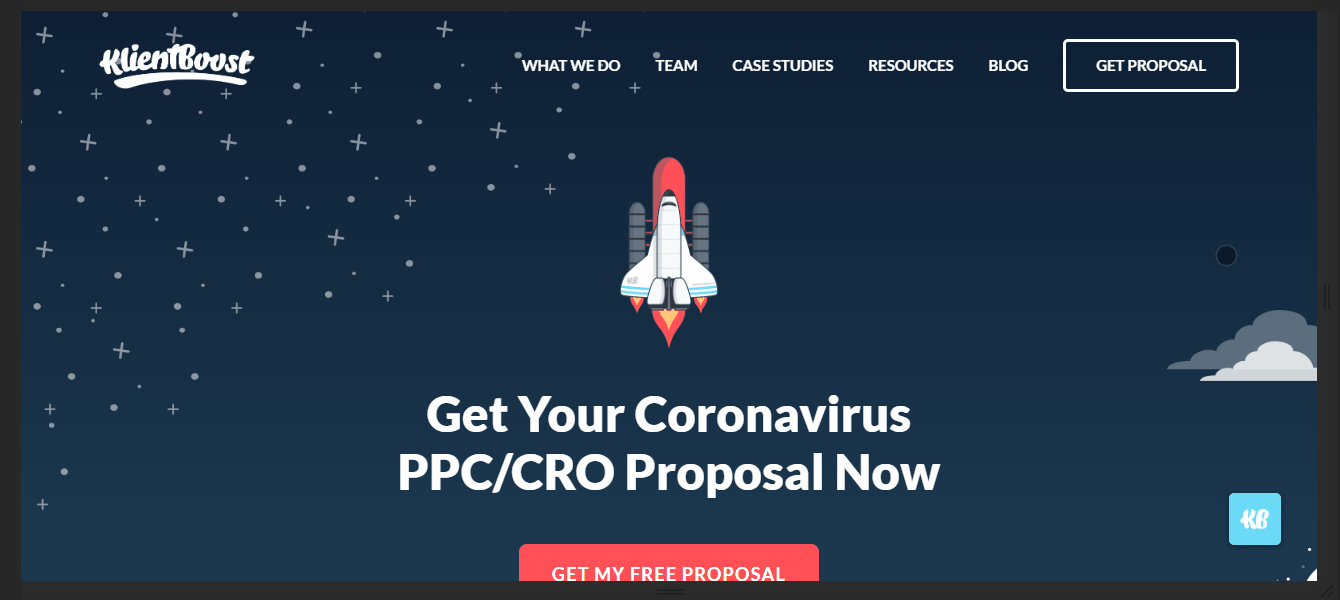 KlientBoost
WHAT WE DO TEAM CASE STUDIES RESOURCES BLOG GET PROPOSAL
KB
Get Your Coronavirus
PPC/CRO Proposal Now
KB
GET MY FREE PROPOSAL